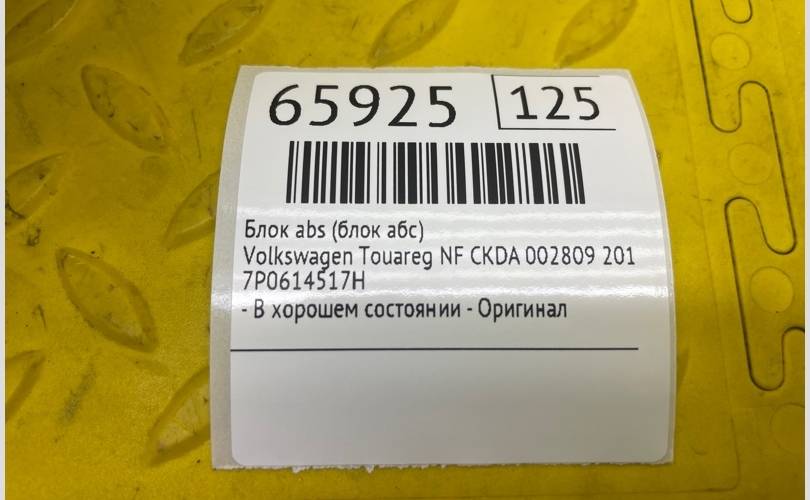 65925
125
Блок abs (блок абс)
Volkswagen Touareg NF CKDA 002809 201
7P0614517H
- В хорошем состоянии - Оригинал